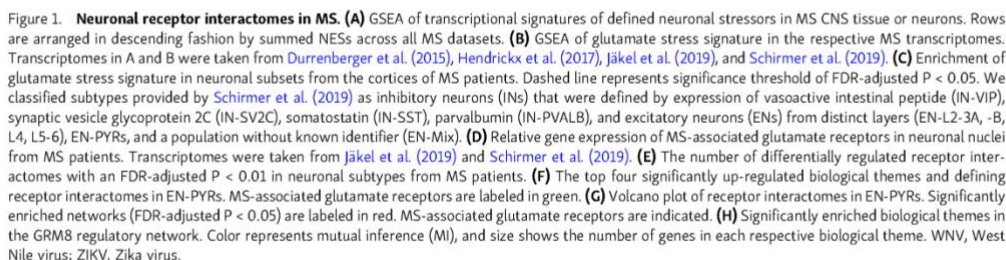 Figure 1. Neuronal receptor interactomes in MS. (A) GSEA of transcriptional signatures of defined neuronal stressors in MS CNS tissue or neurons. Rows
are arranged in descending fashion by summed NESs across all MS datasets. (B) GSEA of glutamate stress signature in the respective MS transcriptomes.
Transcriptomes in A and B were taken from Durrenberger et al. (2015), Hendrickx et al. (2017), Jäkel et al. (2019), and Schirmer et al. (2019). (C) Enrichment of
glutamate stress signature in neuronal subsets from the cortices of MS patients. Dashed line represents significance threshold of FDR-adjusted P < 0.05. We
classified subtypes provided by Schirmer et al. (2019) as inhibitory neurons (INs) that were defined by expression of vasoactive intestinal peptide (IN-VIP),
synaptic vesicle glycoprotein 2C (IN-SV2C), somatostatin (IN-SST), parvalbumin (IN-PVALB), and excitatory neurons (ENs) from distinct layers (EN-L2-3A, -B,
L4, L5-6), EN-PYRs, and a population without known identifier (EN-Mix). (D) Relative gene expression of MS-associated glutamate receptors in neuronal nuclei
from MS patients. Transcriptomes were taken from Jäkel et al. (2019) and Schirmer et al. (2019). (E) The number of differentially regulated receptor inter-
actomes with an FDR-adjusted P < 0.01 in neuronal subtypes from MS patients. (F) The top four significantly up-regulated biological themes and defining
receptor interactomes in EN-PYRs. MS-associated glutamate receptors are labeled in green. (G) Volcano plot of receptor interactomes in EN-PYRs. Significantly
enriched networks (FDR-adjusted P < 0.05) are labeled in red. MS-associated glutamate receptors are indicated. (H) Significantly enriched biological themes in
the GRM8 regulatory network. Color represents mutual inference (MI), and size shows the number of genes in each respective biological theme. WNV, West
Nile virus; ZIKV, Zika virus.